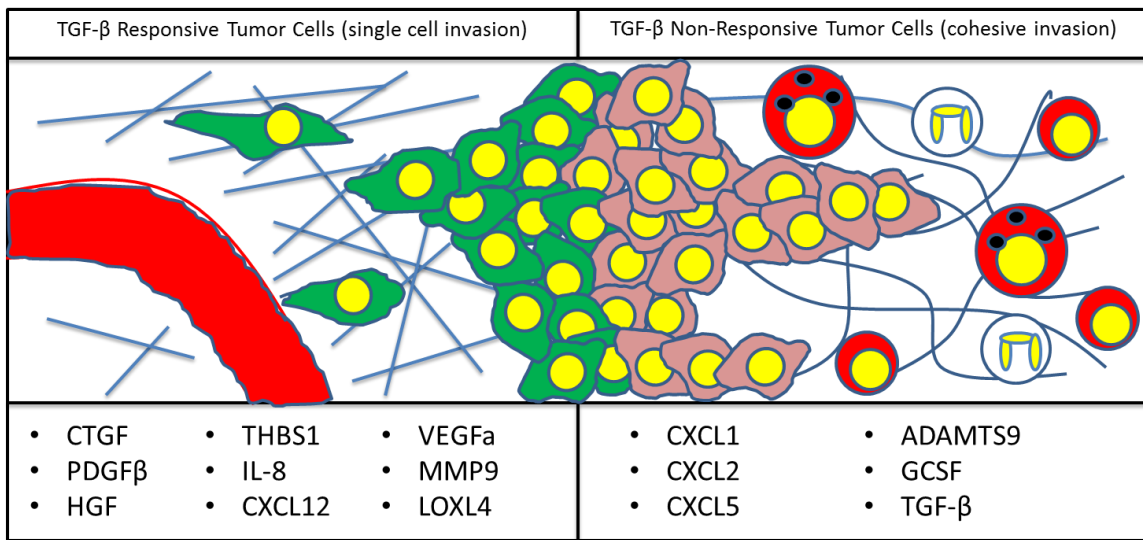 TGF-β Responsive Tumor Cells (single cell invasion)
TGF-β Non-Responsive Tumor Cells (cohesive invasion)
• CTGF
• PDGFβ
• HGF
• THBS1
• IL-8
• CXCL12
• VEGFa
• MMP9
• LOXL4
• CXCL1
• CXCL2
• CXCL5
• ADAMTS9
• GCSF
• TGF-β